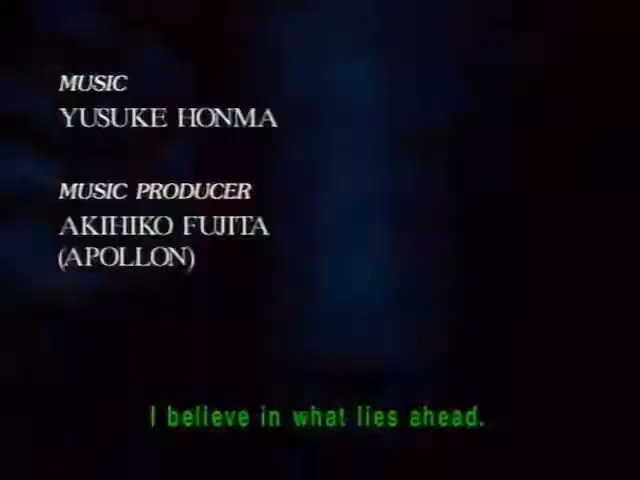 MUSIC
YUSUKE HONMA
MUSIC PRODUCER
AKIHIKO FUJITA
(APOLLON)
I believe in what lies ahead.